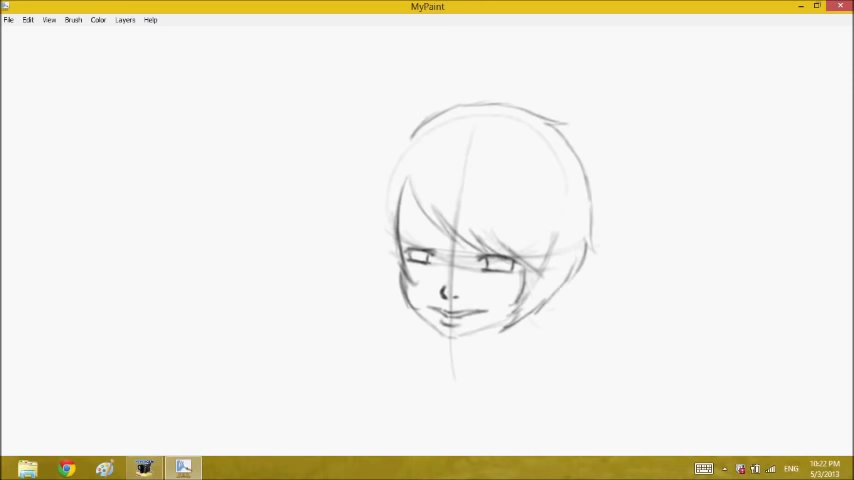 MyPaint
File Edit View Brush Color Layers Help
ENG
10:22 PM
5/3/2013